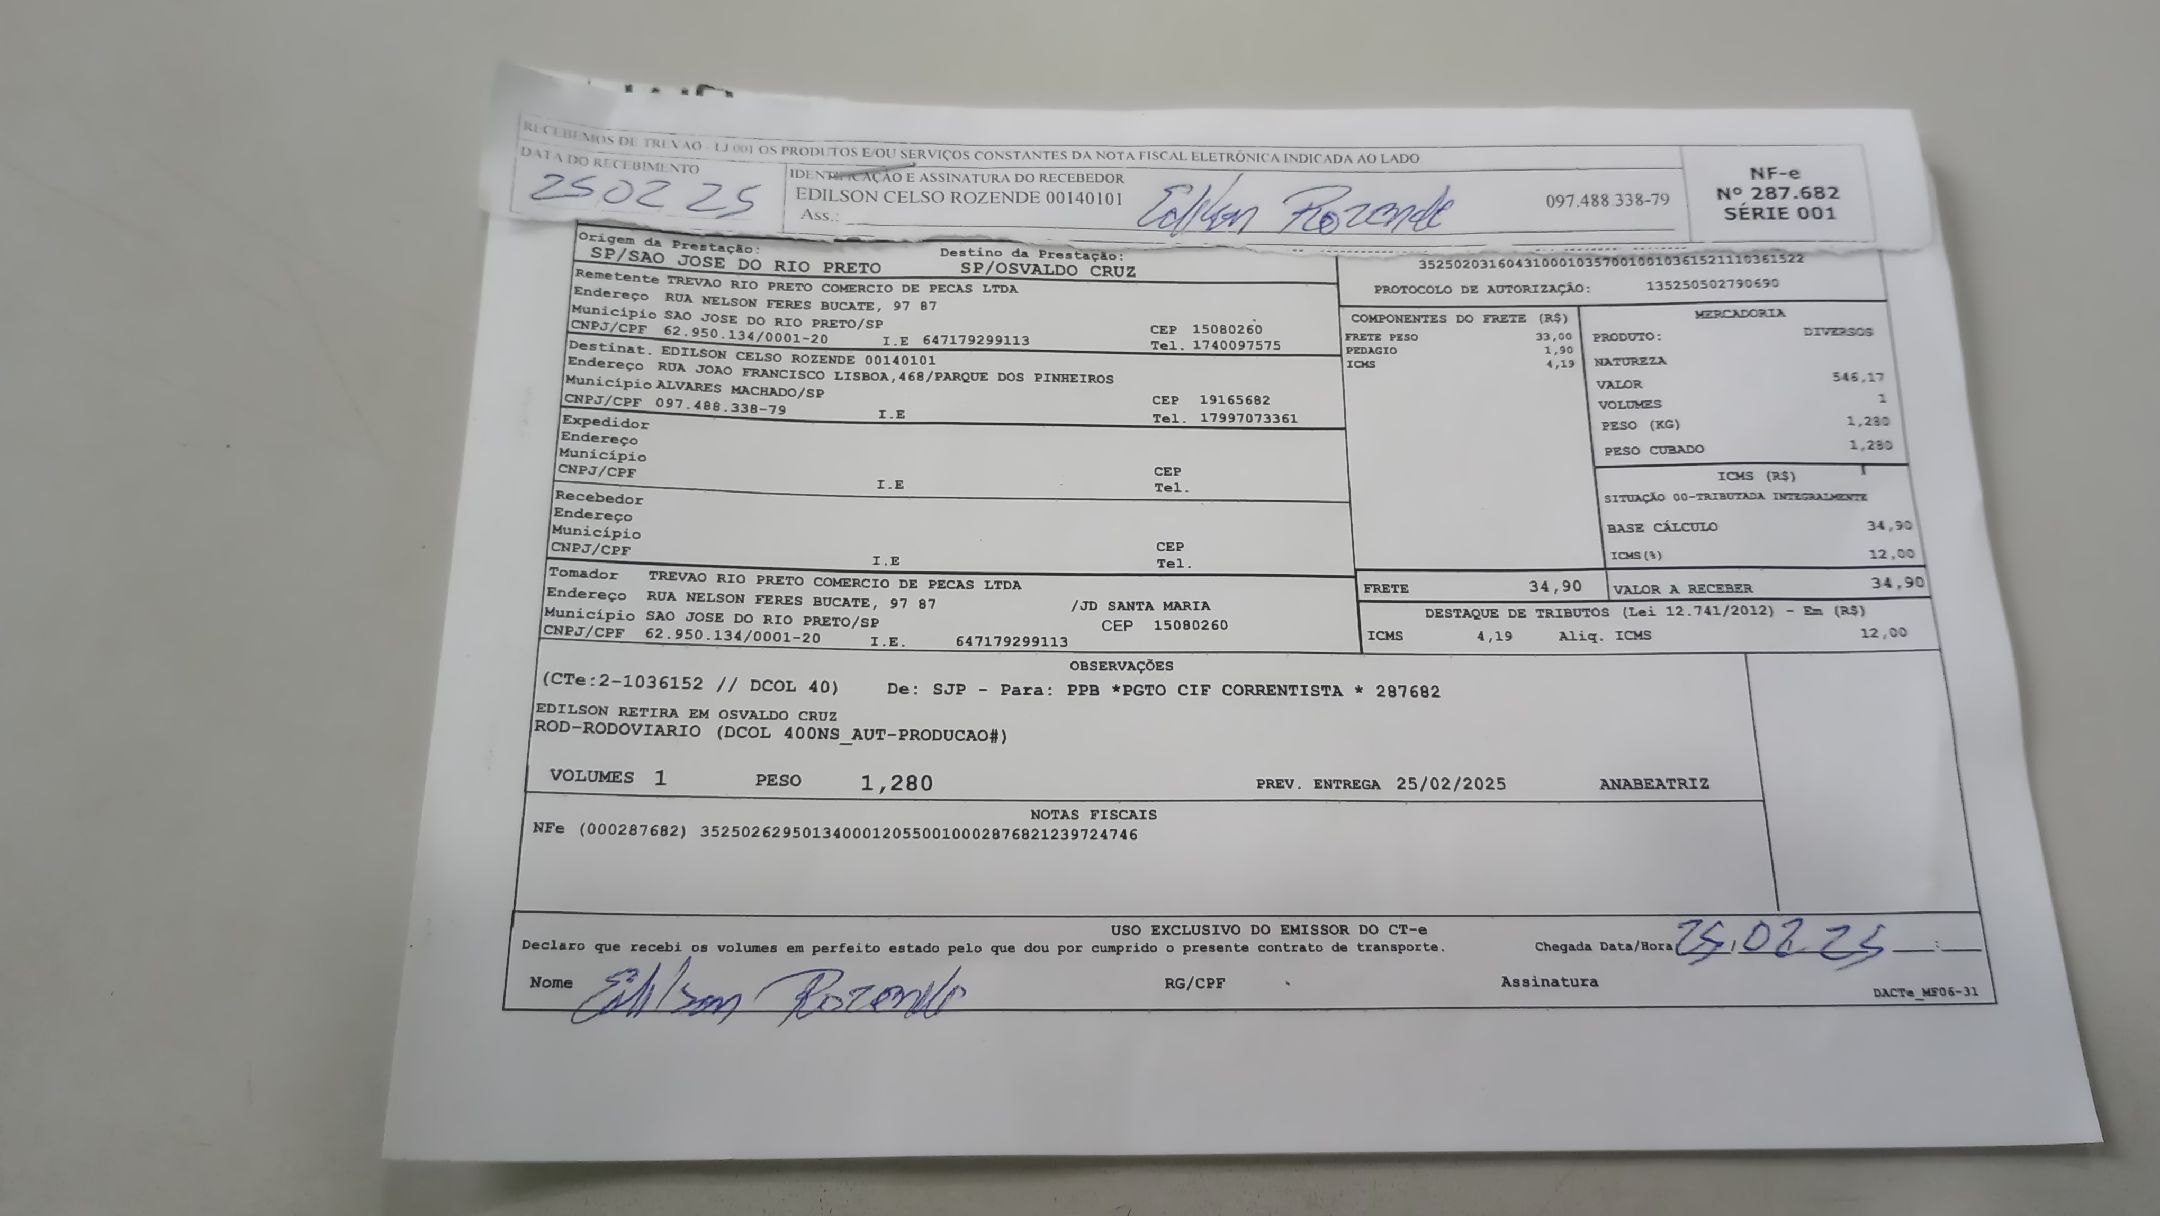 RECEBEMOS DE TREVAO - LJ 001 OS PRODUTOS E/OU SERVIÇOS CONSTANTES DA NOTA FISCAL ELETRÔNICA INDICADA AO LADO
DATA DO RECEBIMENTO
25 02 25
IDENTIFICAÇÃO E ASSINATURA DO RECEBEDOR
EDILSON CELSO ROZENDE 00140101
Edilson Rozende
097.488.338-79
Ass.:
NF-e
Nº 287.682
SÉRIE 001
Origem da Prestação:
SP/SAO JOSE DO RIO PRETO
Destino da Prestação:
SP/OSVALDO CRUZ
Remetente TREVAO RIO PRETO COMERCIO DE PECAS LTDA
Endereço RUA NELSON FERES BUCATE, 97 87
Município SAO JOSE DO RIO PRETO/SP
CEP 15080260
CNPJ/CPF 62.950.134/0001-20 I.E 647179299113 Tel. 1740097575
Destinat. EDILSON CELSO ROZENDE 00140101
Endereço RUA JOAO FRANCISCO LISBOA,468/PARQUE DOS PINHEIROS
Município ALVARES MACHADO/SP CEP 19165682
CNPJ/CPF 097.488.338-79 I.E Tel. 17997073361
Expedidor
Endereço
Município CEP
CNPJ/CPF I.E Tel.
Recebedor
Endereço
Município CEP
CNPJ/CPF I.E Tel.
Tomador TREVAO RIO PRETO COMERCIO DE PECAS LTDA
Endereço RUA NELSON FERES BUCATE, 97 87 /JD SANTA MARIA
Município SAO JOSE DO RIO PRETO/SP CEP 15080260
CNPJ/CPF 62.950.134/0001-20 I.E. 647179299113
35250203160431000103570010010361521110361522
PROTOCOLO DE AUTORIZAÇÃO: 135250502790690
COMPONENTES DO FRETE (R$)
FRETE PESO 33,00
PEDAGIO 1,90
ICMS 4,19
MERCADORIA
PRODUTO: DIVERSOS
NATUREZA
VALOR 546,17
VOLUMES 1
PESO (KG) 1,280
PESO CUBADO 1,280
ICMS (R$)
SITUAÇÃO 00-TRIBUTADA INTEGRALMENTE
BASE CÁLCULO 34,90
ICMS(%) 12,00
FRETE 34,90 VALOR A RECEBER 34,90
DESTAQUE DE TRIBUTOS (Lei 12.741/2012) - Em (R$)
ICMS 4,19 Aliq. ICMS 12,00
OBSERVAÇÕES
(CTe:2-1036152 // DCOL 40) De: SJP - Para: PPB *PGTO CIF CORRENTISTA * 287682
EDILSON RETIRA EM OSVALDO CRUZ
ROD-RODOVIARIO (DCOL 400NS_AUT-PRODUCAO#)
VOLUMES 1 PESO 1,280 PREV. ENTREGA 25/02/2025 ANABEATRIZ
NOTAS FISCAIS
NFe (000287682) 35250262950134000120550010002876821239724746
USO EXCLUSIVO DO EMISSOR DO CT-e
Declaro que recebi os volumes em perfeito estado pelo que dou por cumprido o presente contrato de transporte. Chegada Data/Hora 25,02 25 :
Nome Edilson Rozende RG/CPF Assinatura
DACTe_MF06-31